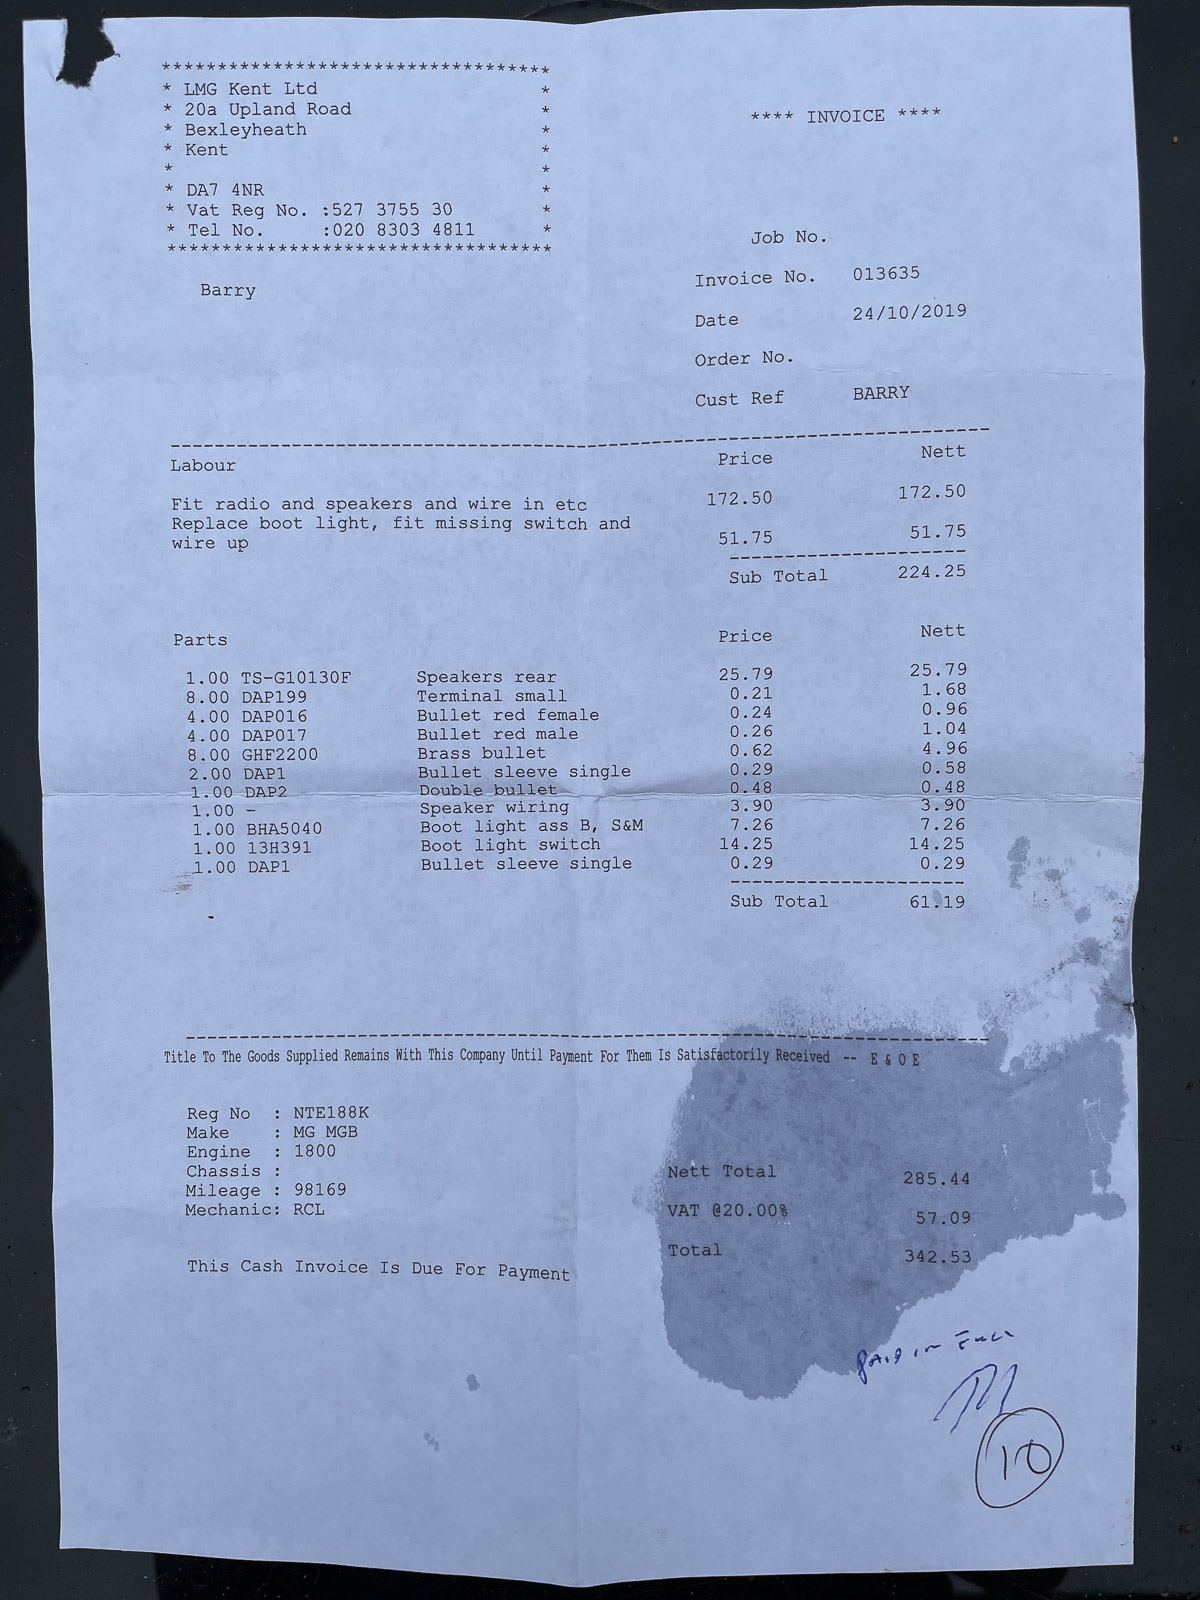 ***********************************
* LMG Kent Ltd *
* 20a Upland Road *
* Bexleyheath *
* Kent *
* *
* DA7 4NR *
* Vat Reg No. :527 3755 30 *
* Tel No. :020 8303 4811 *
***********************************
**** INVOICE ****
Job No.
Barry
Invoice No. 013635
Date 24/10/2019
Order No.
Cust Ref BARRY
Labour Price Nett
Fit radio and speakers and wire in etc 172.50 172.50
Replace boot light, fit missing switch and
wire up 51.75 51.75
Sub Total 224.25
Parts Price Nett
1.00 TS-G10130F Speakers rear 25.79 25.79
8.00 DAP199 Terminal small 0.21 1.68
4.00 DAP016 Bullet red female 0.24 0.96
4.00 DAP017 Bullet red male 0.26 1.04
8.00 GHF2200 Brass bullet 0.62 4.96
2.00 DAP1 Bullet sleeve single 0.29 0.58
1.00 DAP2 Double bullet 0.48 0.48
1.00 - Speaker wiring 3.90 3.90
1.00 BHA5040 Boot light ass B, S&M 7.26 7.26
1.00 13H391 Boot light switch 14.25 14.25
1.00 DAP1 Bullet sleeve single 0.29 0.29
Sub Total 61.19
Title To The Goods Supplied Remains With This Company Until Payment For Them Is Satisfactorily Received -- E & O E
Reg No : NTE188K
Make : MG MGB
Engine : 1800
Chassis :
Mileage : 98169
Mechanic: RCL
Nett Total 285.44
VAT @20.00% 57.09
Total 342.53
This Cash Invoice Is Due For Payment
PAID IN FULL
10